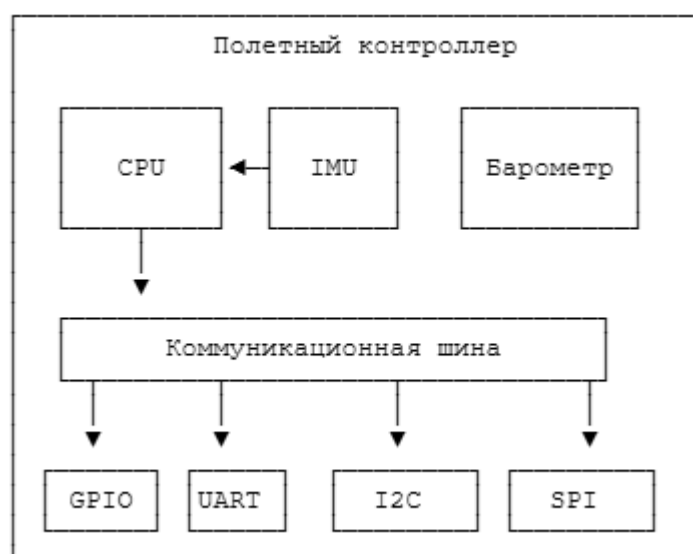 Полетный контроллер
CPU
IMU
Барометр
Коммуникационная шина
GPIO
UART
I2C
SPI